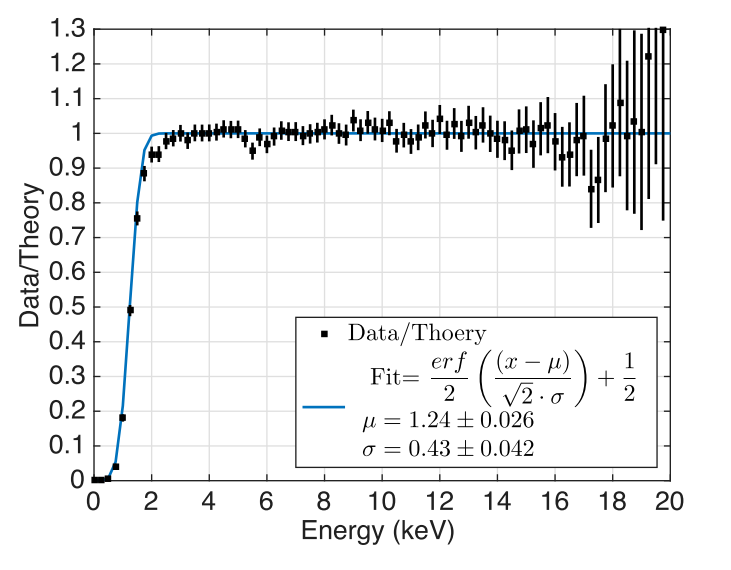 1.3
1.2
1.1
1
0.9
0.8
0.7
0.6
0.5
0.4
0.3
0.2
0.1
0
Data/Theory
Data/Thoery
Fit= erf/2 ((x − μ)/(√2 · σ)) + 1/2
μ = 1.24 ± 0.026
σ = 0.43 ± 0.042
0 2 4 6 8 10 12 14 16 18 20
Energy (keV)